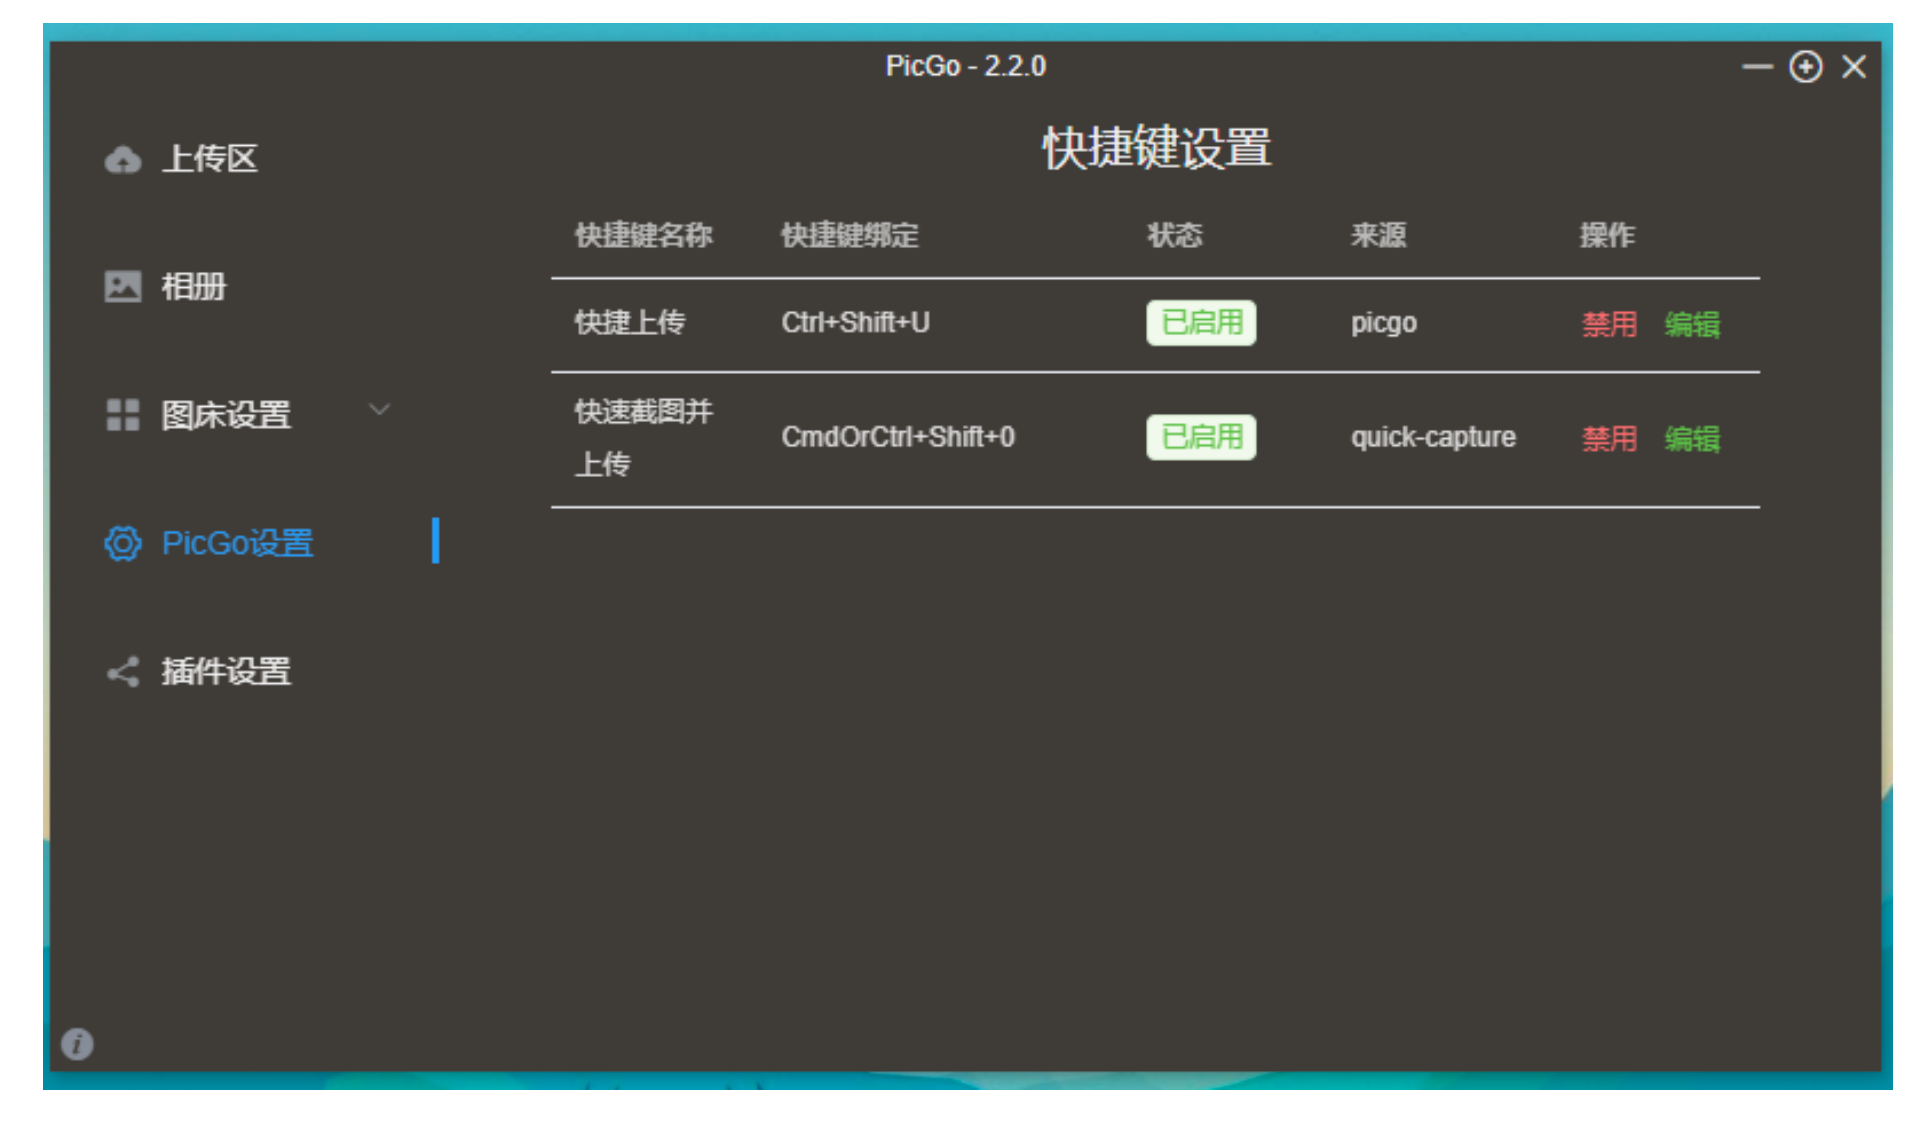 PicGo - 2.2.0
上传区
相册
图床设置
PicGo设置
插件设置
快捷键设置
快捷键名称 快捷键绑定 状态 来源 操作
快捷上传 Ctrl+Shift+U 已启用 picgo 禁用 编辑
快速截图并
上传 CmdOrCtrl+Shift+0 已启用 quick-capture 禁用 编辑